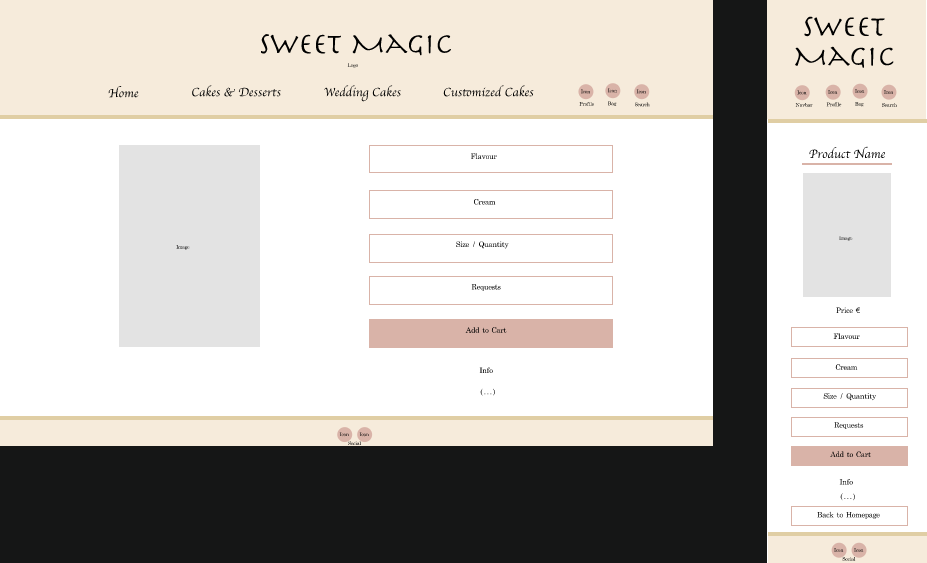 SWEET MAGIC
Logo
Home
Cakes & Desserts
Wedding Cakes
Customized Cakes
Icon
Icon
Icon
Profile
Bag
Search
Image
Flavour
Cream
Size / Quantity
Requests
Add to Cart
Info
(...)
Icon
Icon
Social
SWEET
MAGIC
Icon
Icon
Icon
Icon
Navbar
Profile
Bag
Search
Product Name
Image
Price €
Flavour
Cream
Size / Quantity
Requests
Add to Cart
Info
(...)
Back to Homepage
Icon
Icon
Social